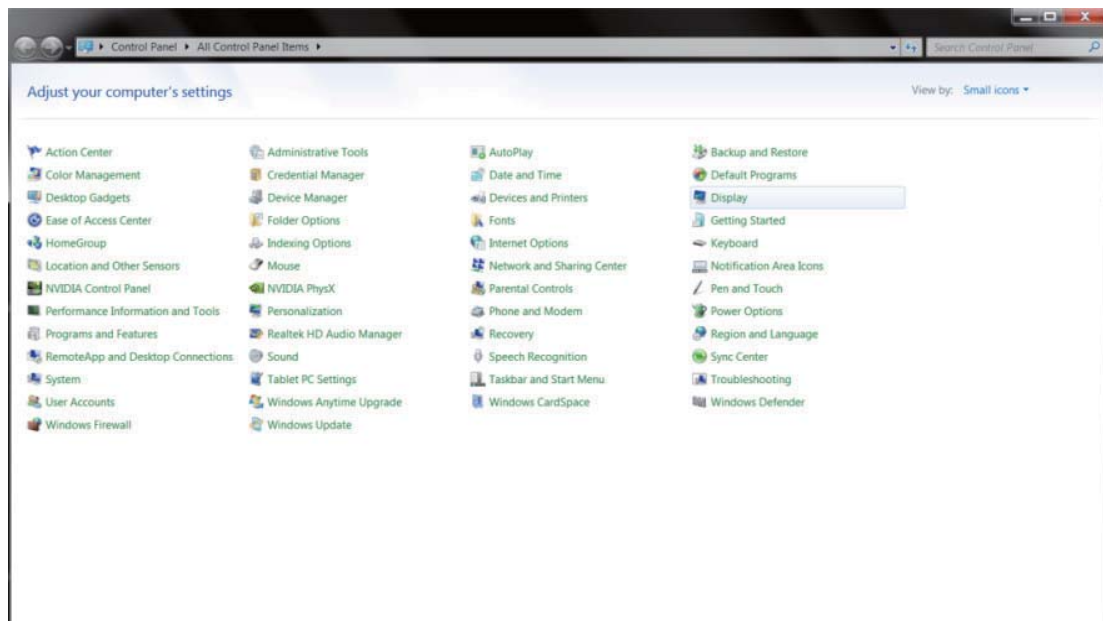 Control Panel ▸ All Control Panel Items ▸ Search Control Panel
Adjust your computer's settings View by: Small icons
Action Center Administrative Tools AutoPlay Backup and Restore
Color Management Credential Manager Date and Time Default Programs
Desktop Gadgets Device Manager Devices and Printers Display
Ease of Access Center Folder Options Fonts Getting Started
HomeGroup Indexing Options Internet Options Keyboard
Location and Other Sensors Mouse Network and Sharing Center Notification Area Icons
NVIDIA Control Panel NVIDIA PhysX Parental Controls Pen and Touch
Performance Information and Tools Personalization Phone and Modem Power Options
Programs and Features Realtek HD Audio Manager Recovery Region and Language
RemoteApp and Desktop Connections Sound Speech Recognition Sync Center
System Tablet PC Settings Taskbar and Start Menu Troubleshooting
User Accounts Windows Anytime Upgrade Windows CardSpace Windows Defender
Windows Firewall Windows Update